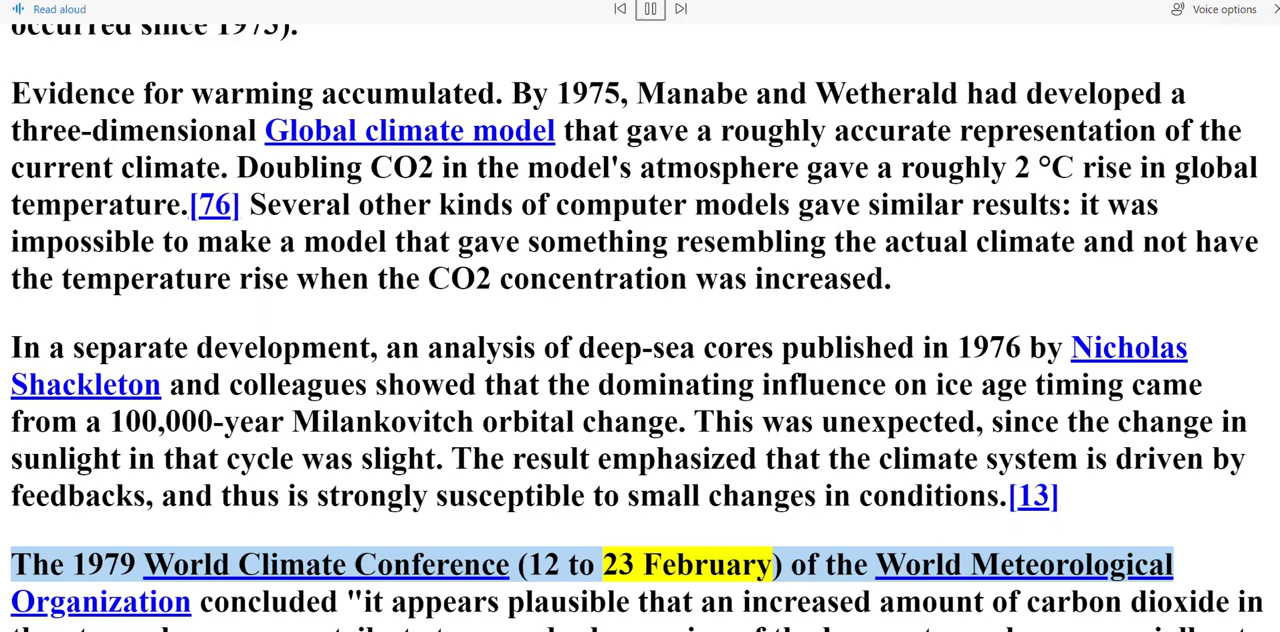 Read aloud
Voice options
occurred since 1975).
Evidence for warming accumulated. By 1975, Manabe and Wetherald had developed a
three-dimensional Global climate model that gave a roughly accurate representation of the
current climate. Doubling CO2 in the model's atmosphere gave a roughly 2 °C rise in global
temperature.[76] Several other kinds of computer models gave similar results: it was
impossible to make a model that gave something resembling the actual climate and not have
the temperature rise when the CO2 concentration was increased.
In a separate development, an analysis of deep-sea cores published in 1976 by Nicholas
Shackleton and colleagues showed that the dominating influence on ice age timing came
from a 100,000-year Milankovitch orbital change. This was unexpected, since the change in
sunlight in that cycle was slight. The result emphasized that the climate system is driven by
feedbacks, and thus is strongly susceptible to small changes in conditions.[13]
The 1979 World Climate Conference (12 to 23 February) of the World Meteorological
Organization concluded "it appears plausible that an increased amount of carbon dioxide in